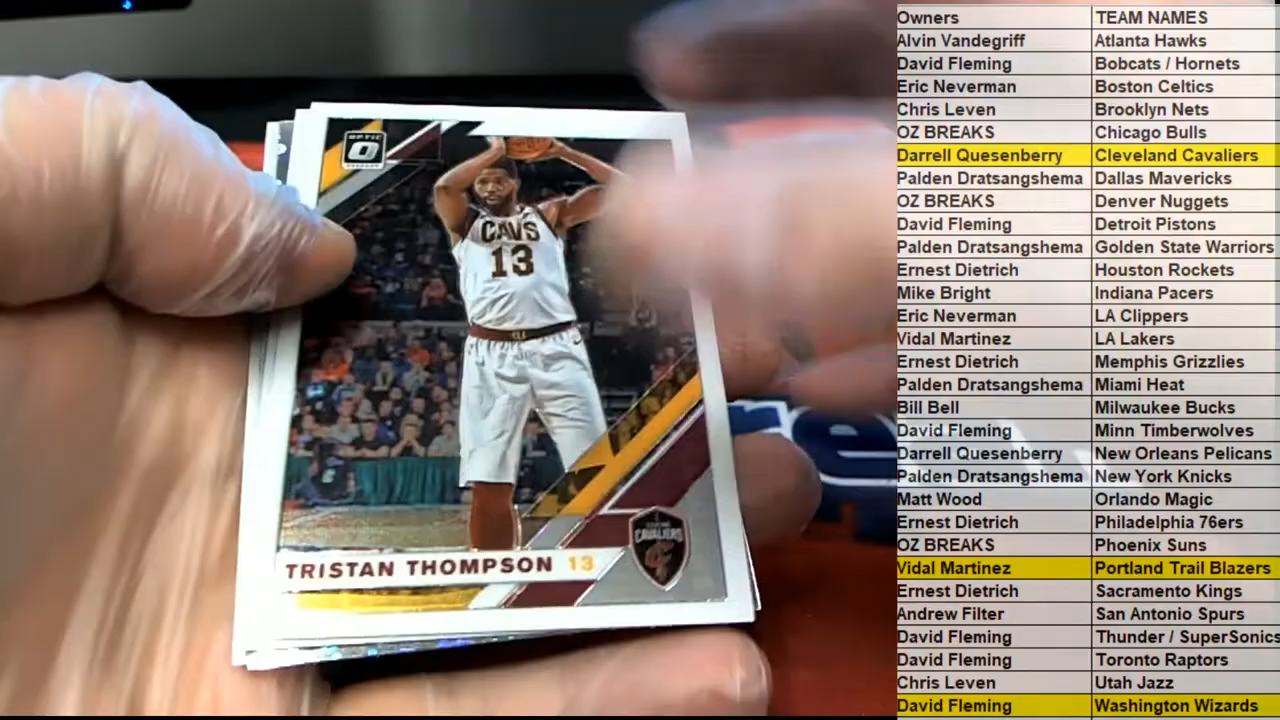 OPTIC
CAVS
13
CAVALIERS
TRISTAN THOMPSON 13
Owners TEAM NAMES
Alvin Vandegriff Atlanta Hawks
David Fleming Bobcats / Hornets
Eric Neverman Boston Celtics
Chris Leven Brooklyn Nets
OZ BREAKS Chicago Bulls
Darrell Quesenberry Cleveland Cavaliers
Palden Dratsangshema Dallas Mavericks
OZ BREAKS Denver Nuggets
David Fleming Detroit Pistons
Palden Dratsangshema Golden State Warriors
Ernest Dietrich Houston Rockets
Mike Bright Indiana Pacers
Eric Neverman LA Clippers
Vidal Martinez LA Lakers
Ernest Dietrich Memphis Grizzlies
Palden Dratsangshema Miami Heat
Bill Bell Milwaukee Bucks
David Fleming Minn Timberwolves
Darrell Quesenberry New Orleans Pelicans
Palden Dratsangshema New York Knicks
Matt Wood Orlando Magic
Ernest Dietrich Philadelphia 76ers
OZ BREAKS Phoenix Suns
Vidal Martinez Portland Trail Blazers
Ernest Dietrich Sacramento Kings
Andrew Filter San Antonio Spurs
David Fleming Thunder / SuperSonics
David Fleming Toronto Raptors
Chris Leven Utah Jazz
David Fleming Washington Wizards